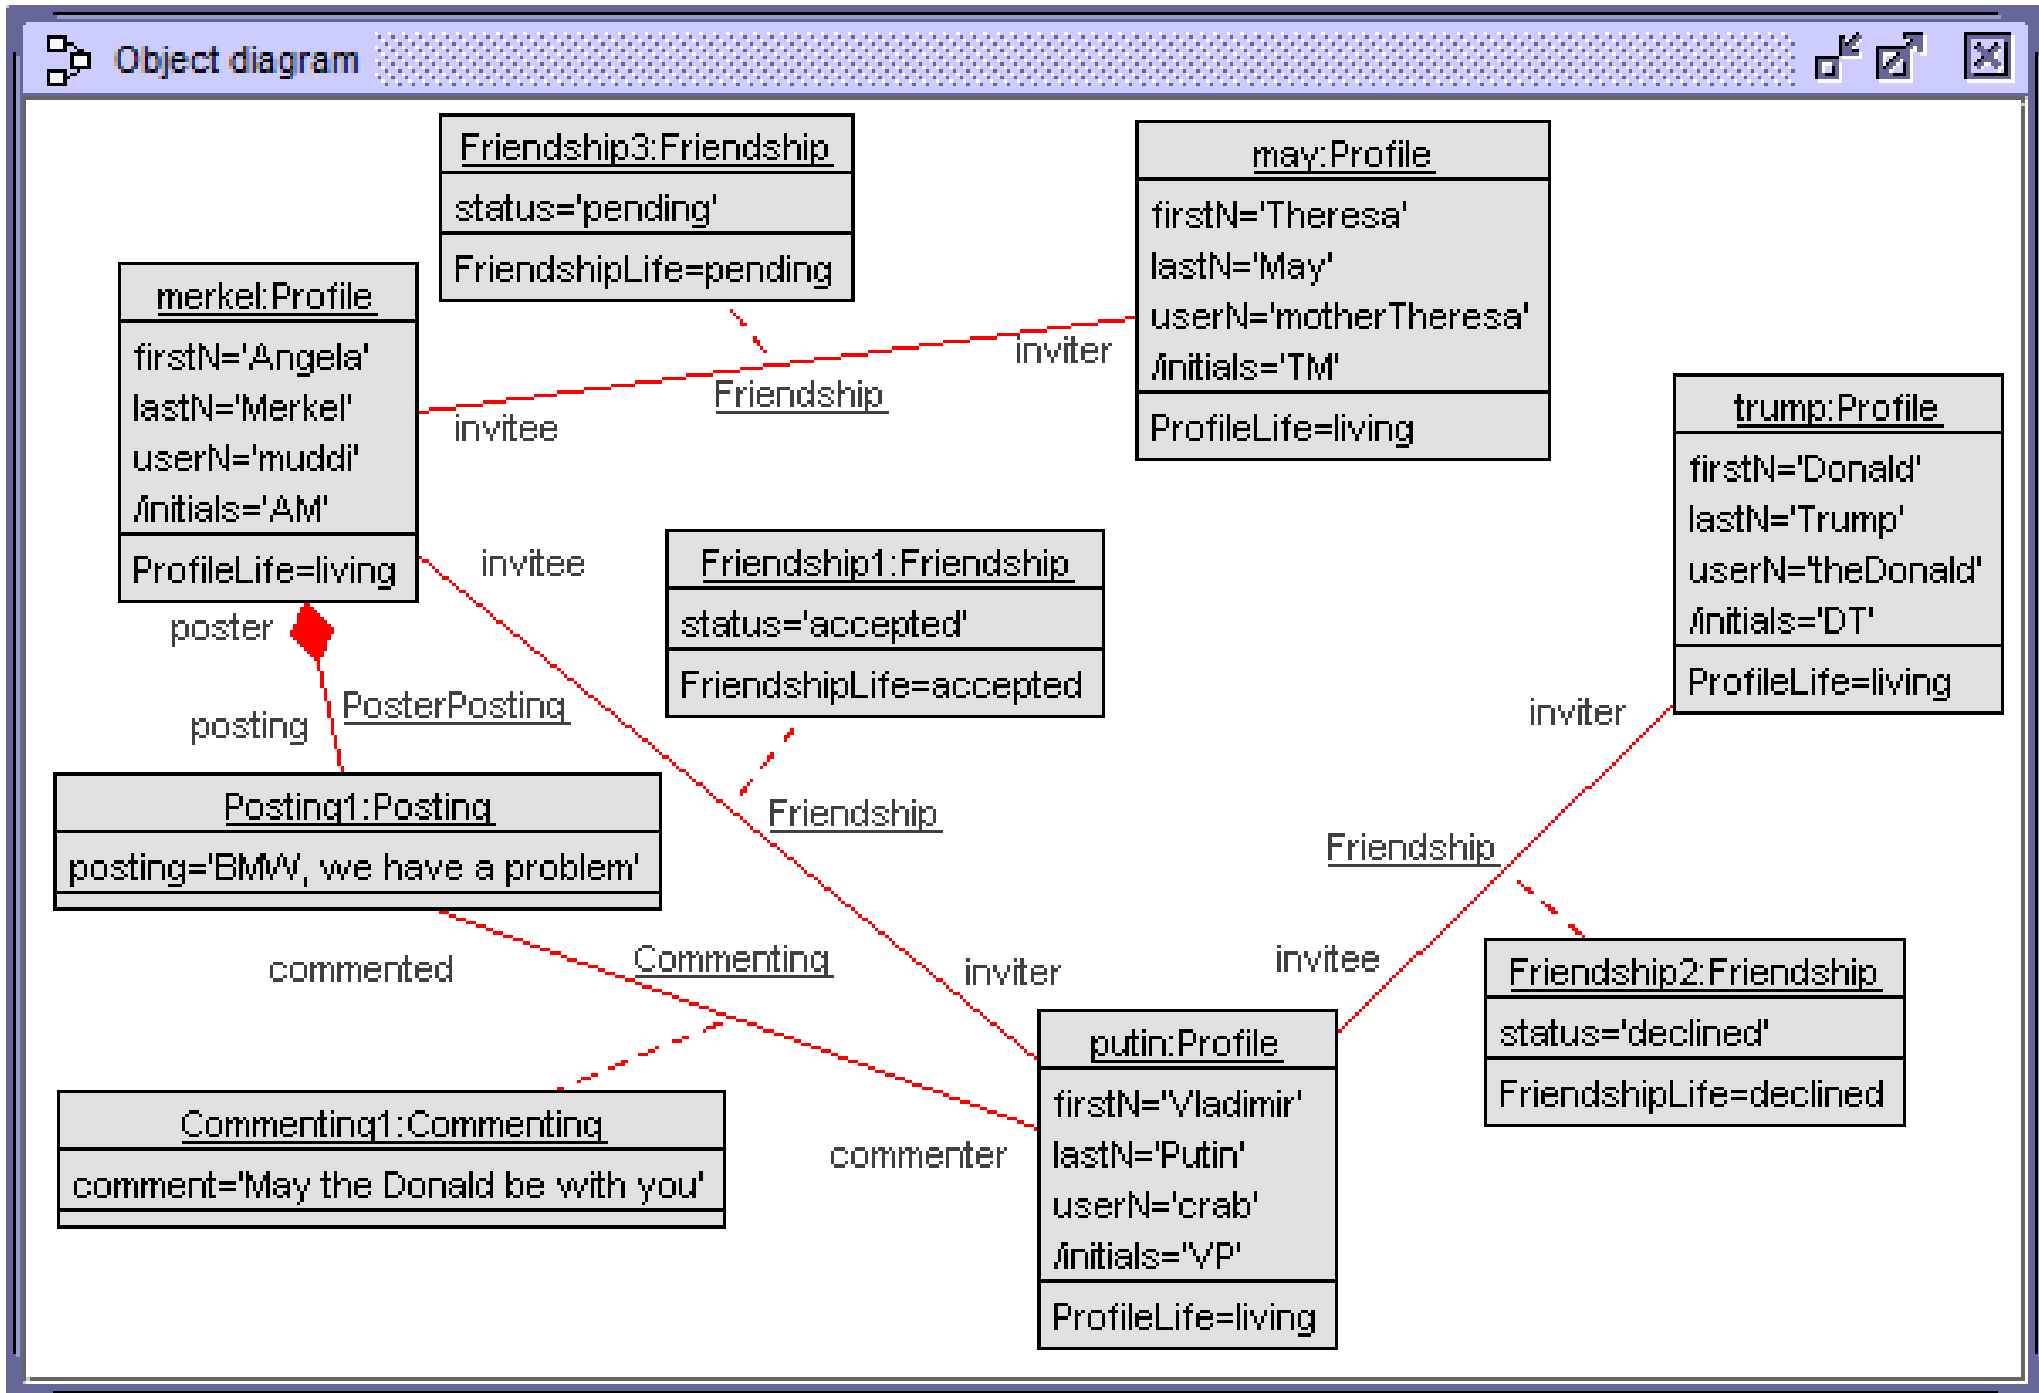 Object diagram
Friendship3:Friendship
status='pending'
FriendshipLife=pending
may:Profile
firstN='Theresa'
lastN='May'
userN='motherTheresa'
/initials='TM'
ProfileLife=living
merkel:Profile
firstN='Angela'
lastN='Merkel'
userN='muddi'
/initials='AM'
ProfileLife=living
inviter
Friendship
invitee
trump:Profile
firstN='Donald'
lastN='Trump'
userN='theDonald'
/initials='DT'
ProfileLife=living
invitee
Friendship1:Friendship
status='accepted'
FriendshipLife=accepted
poster
PosterPosting
posting
inviter
Posting1:Posting
posting='BMW, we have a problem'
Friendship
Friendship
commented
Commenting
inviter
invitee
Friendship2:Friendship
status='declined'
FriendshipLife=declined
putin:Profile
firstN='Vladimir'
lastN='Putin'
userN='crab'
/initials='VP'
ProfileLife=living
Commenting1:Commenting
comment='May the Donald be with you'
commenter